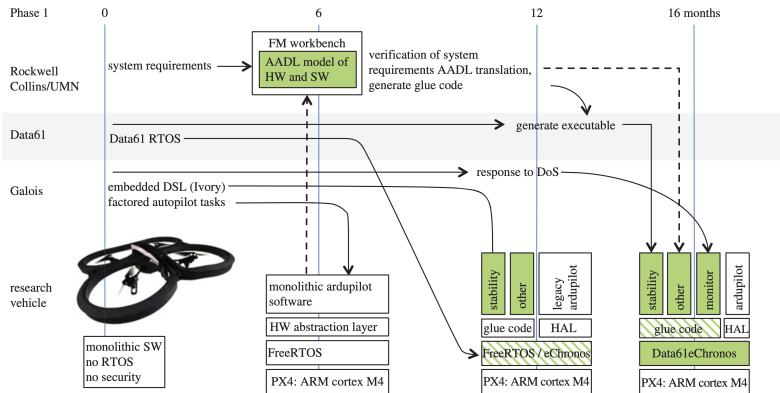 Phase 1
0
6
12
16 months
Rockwell
Collins/UMN
system requirements
FM workbench
AADL model of
HW and SW
verification of system
requirements AADL translation,
generate glue code
Data61
Data61 RTOS
generate executable
Galois
response to DoS
embedded DSL (Ivory)
factored autopilot tasks
research
vehicle
monolithic SW
no RTOS
no security
monolithic ardupilot
software
HW abstraction layer
FreeRTOS
PX4: ARM cortex M4
stability
other
legacy
ardupilot
glue code
HAL
FreeRTOS / eChronos
PX4: ARM cortex M4
stability
other
monitor
ardupilot
glue code
HAL
Data61eChronos
PX4: ARM cortex M4